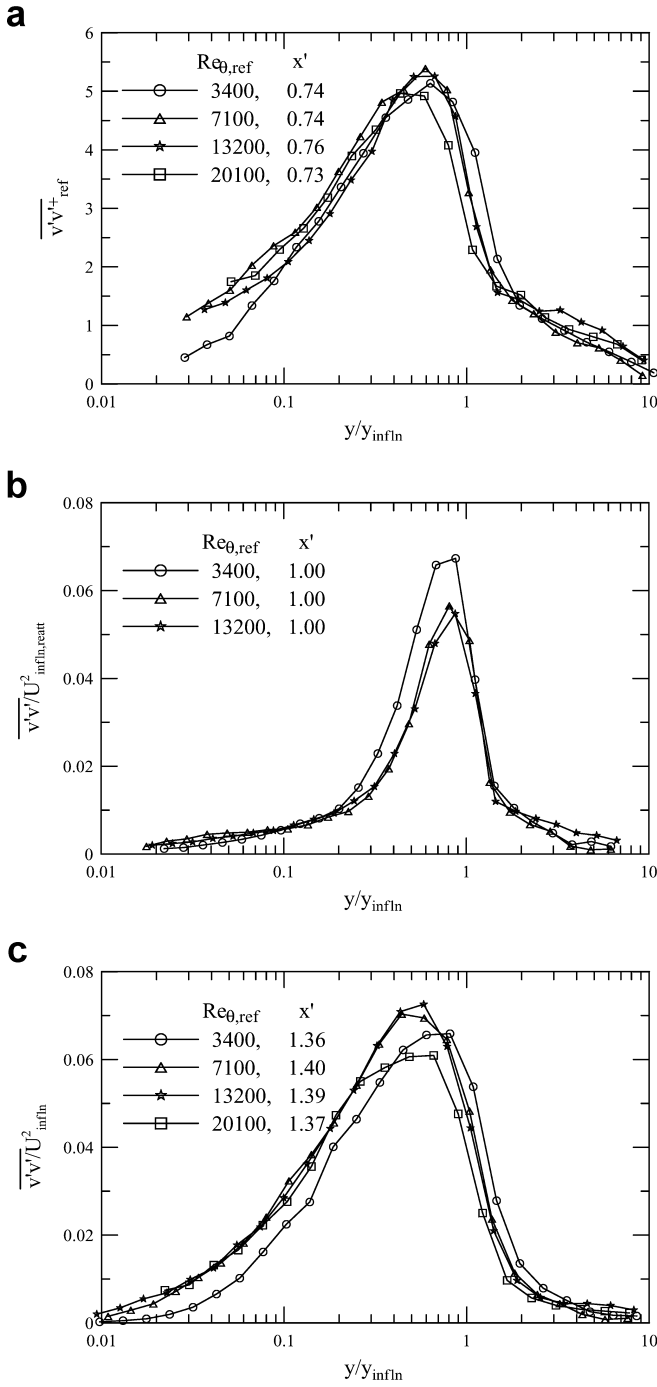 a
6
5
4
3
2
1
0
Re_θ,ref x'
3400, 0.74
7100, 0.74
13200, 0.76
20100, 0.73
v'v'⁺ref
0.01 0.1 1 10
y/y_infln
b
0.08
0.06
0.04
0.02
0
Re_θ,ref x'
3400, 1.00
7100, 1.00
13200, 1.00
v'v'/U²infln,reatt
0.01 0.1 1 10
y/y_infln
c
0.08
0.06
0.04
0.02
0
Re_θ,ref x'
3400, 1.36
7100, 1.40
13200, 1.39
20100, 1.37
v'v'/U²infln
0.01 0.1 1 10
y/y_infln